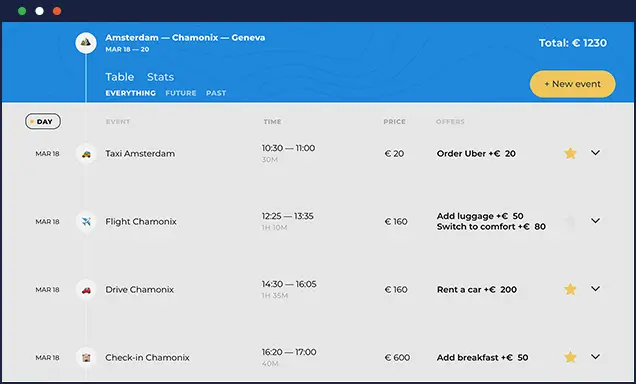 Amsterdam — Chamonix — Geneva
MAR 18 — 20
Total: € 1230
Table Stats
EVERYTHING FUTURE PAST
+ New event
DAY EVENT TIME PRICE OFFERS
MAR 18 Taxi Amsterdam 10:30 — 11:00 € 20 Order Uber +€ 20
30M
MAR 18 Flight Chamonix 12:25 — 13:35 € 160 Add luggage +€ 50
1H 10M Switch to comfort +€ 80
MAR 18 Drive Chamonix 14:30 — 16:05 € 160 Rent a car +€ 200
1H 35M
MAR 18 Check-in Chamonix 16:20 — 17:00 € 600 Add breakfast +€ 50
40M